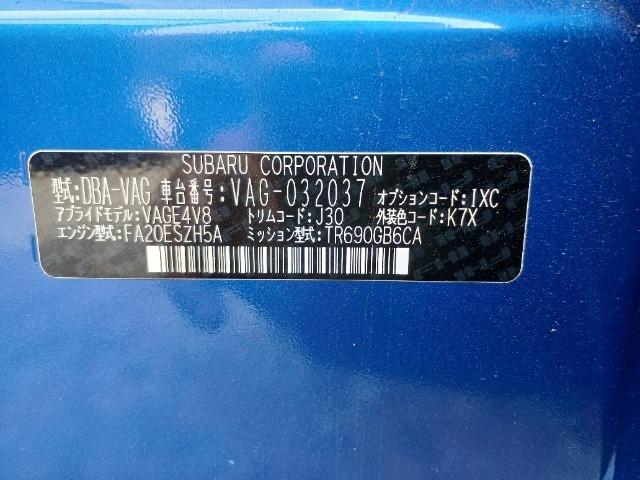 SUBARU CORPORATION
型式:DBA-VAG 車台番号:VAG-032037 オプションコード:IXC
アプライドモデル:VAGE4V8 トリムコード:J30 外装色コード:K7X
エンジン型式:FA20ESZH5A ミッション型式:TR690GB6CA